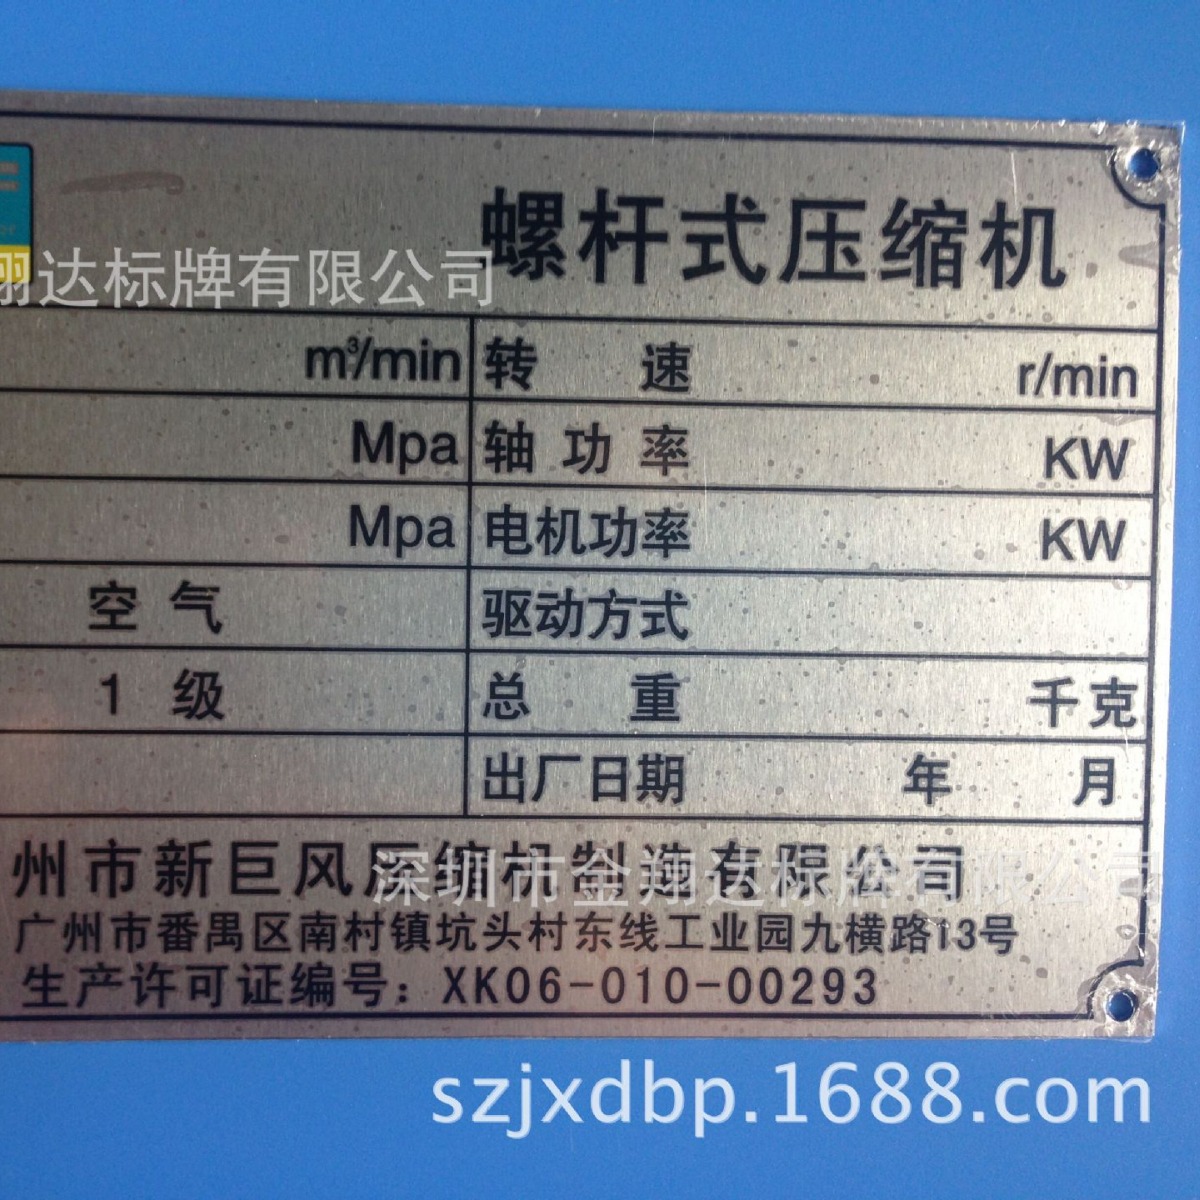 螺杆式压缩机
翔达标牌有限公司
m³/min 转 速 r/min
Mpa 轴功率 KW
Mpa 电机功率 KW
空气 驱动方式
1 级 总 重 千克
出厂日期 年 月
州市新巨风压缩机制造有限公司
深圳市金翔达标牌有限公司
广州市番禺区南村镇坑头村东线工业园九横路13号
生产许可证编号：XK06-010-00293
szjxdbp.1688.com